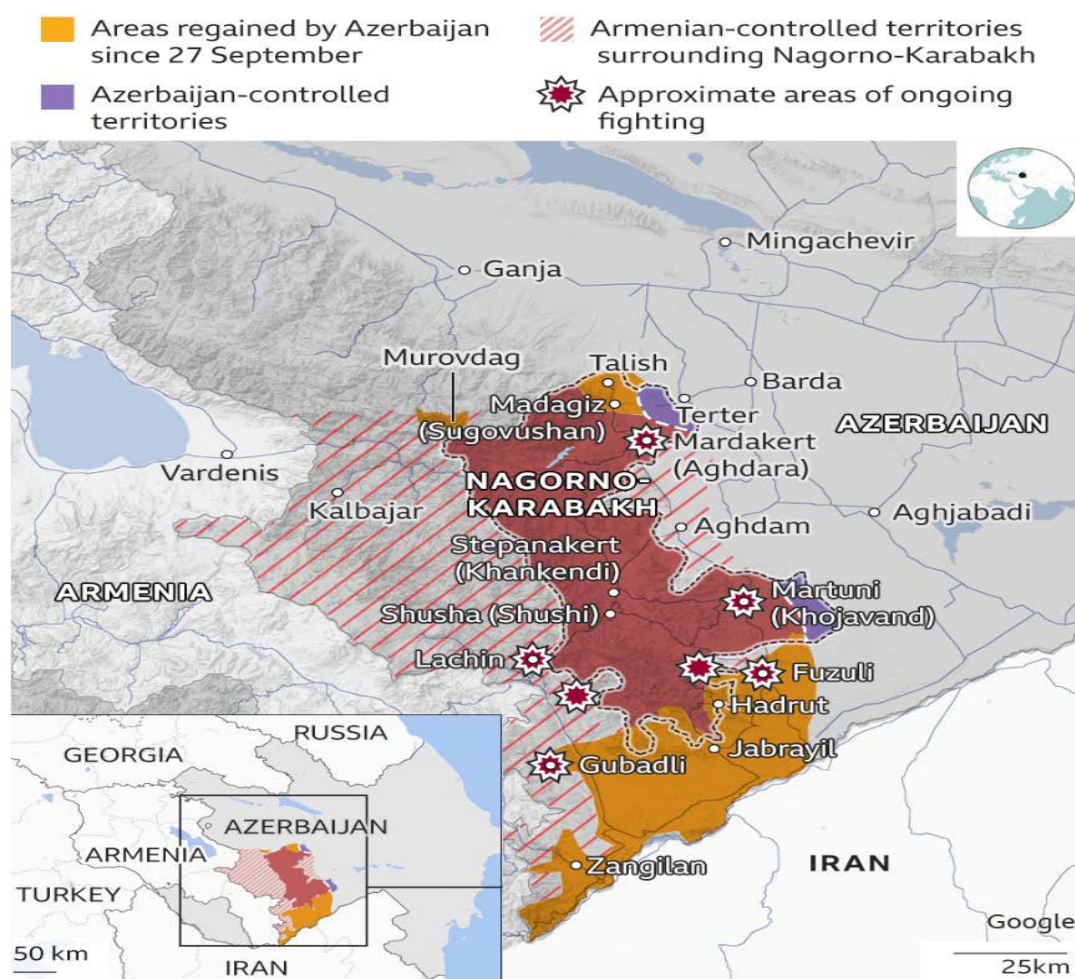 Areas regained by Azerbaijan
since 27 September
Armenian-controlled territories
surrounding Nagorno-Karabakh
Azerbaijan-controlled
territories
Approximate areas of ongoing
fighting
Mingachevir
Ganja
Murovdag
Talish
Barda
Madagiz
(Sugovushan)
Terter
AZERBAIJAN
Mardakert
(Aghdara)
Vardenis
NAGORNO-
KARABAKH
Kalbajar
Aghdam
Aghjabadi
Stepanakert
(Khankendi)
ARMENIA
Martuni
(Khojavand)
Shusha (Shushi)
Lachin
Fuzuli
Hadrut
Jabrayil
Gubadli
Zangilan
IRAN
Google
25km
RUSSIA
GEORGIA
AZERBAIJAN
ARMENIA
TURKEY
50 km
IRAN